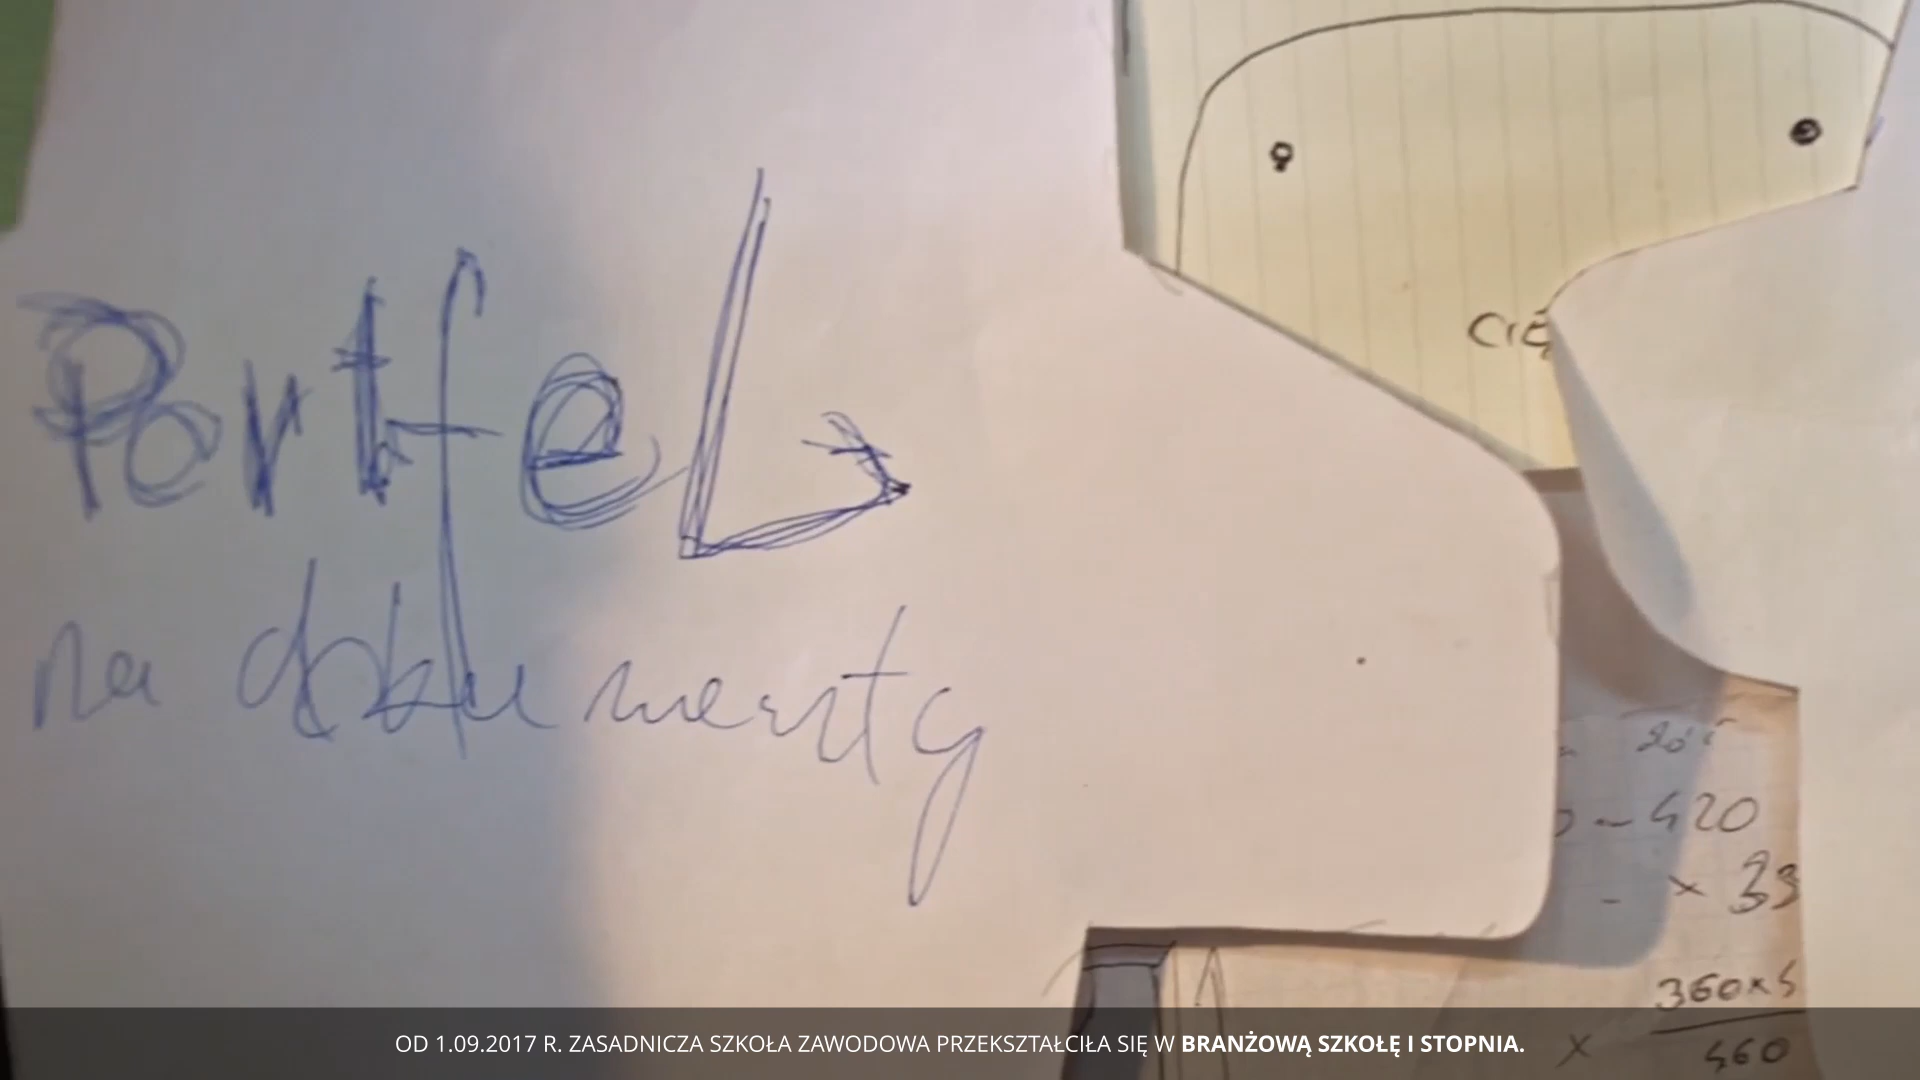 Portfel
na dokumenty
CIĘ
- 420
- x 33
360x5
x 460
OD 1.09.2017 R. ZASADNICZA SZKOŁA ZAWODOWA PRZEKSZTAŁCIŁA SIĘ W BRANŻOWĄ SZKOŁĘ I STOPNIA.